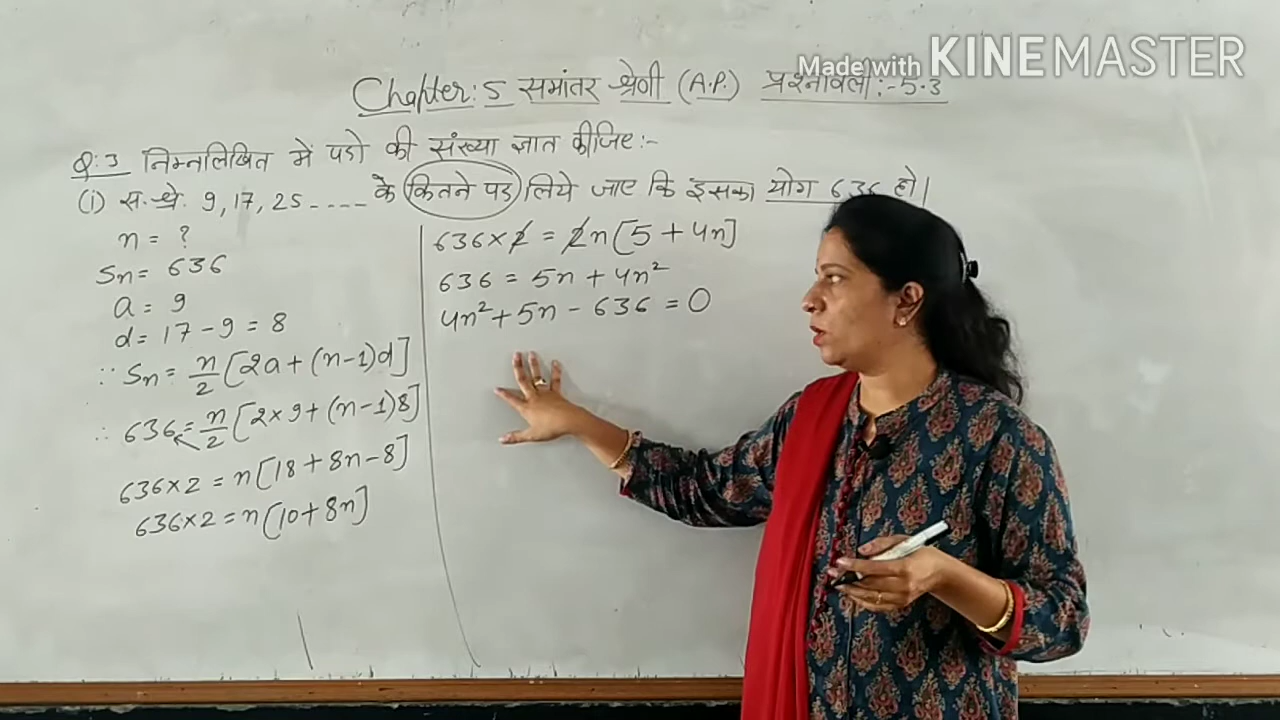 Made with KINEMASTER
Chapter: 5 समांतर श्रेणी (A.P.) प्रश्नावली :- 5.3
Q: 3 निम्नलिखित में पदो की संख्या ज्ञात कीजिए:-
(i) स. श्रे. 9, 17, 25 ---- के कितने पद लिये जाए कि इसका योग 636 हो।
n = ?
Sn = 636
a = 9
d = 17 - 9 = 8
∵ Sn = n/2 [2a + (n-1)d]
∴ 636 = n/2 [2 × 9 + (n-1)8]
636 × 2 = n[18 + 8n - 8]
636 × 2 = n[10 + 8n]
636 × 2 = 2n[5 + 4n]
636 = 5n + 4n²
4n² + 5n - 636 = 0